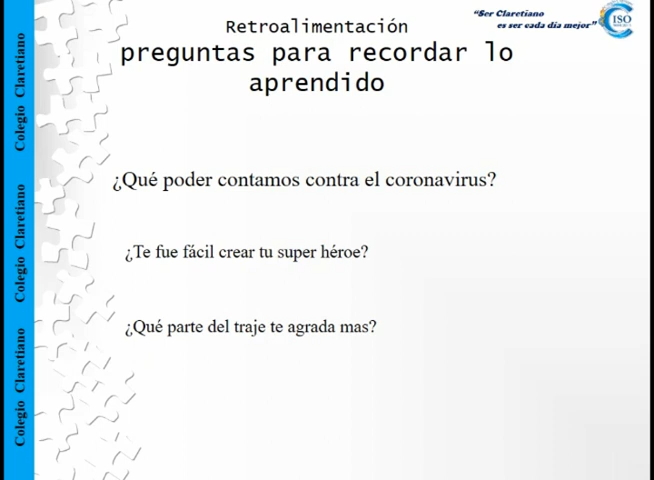 Retroalimentación
preguntas para recordar lo
aprendido
"Ser Claretiano
es ser cada día mejor"
ISO
¿Qué poder contamos contra el coronavirus?
¿Te fue fácil crear tu super héroe?
¿Qué parte del traje te agrada mas?
Colegio Claretiano
Colegio Claretiano
Colegio Claretiano